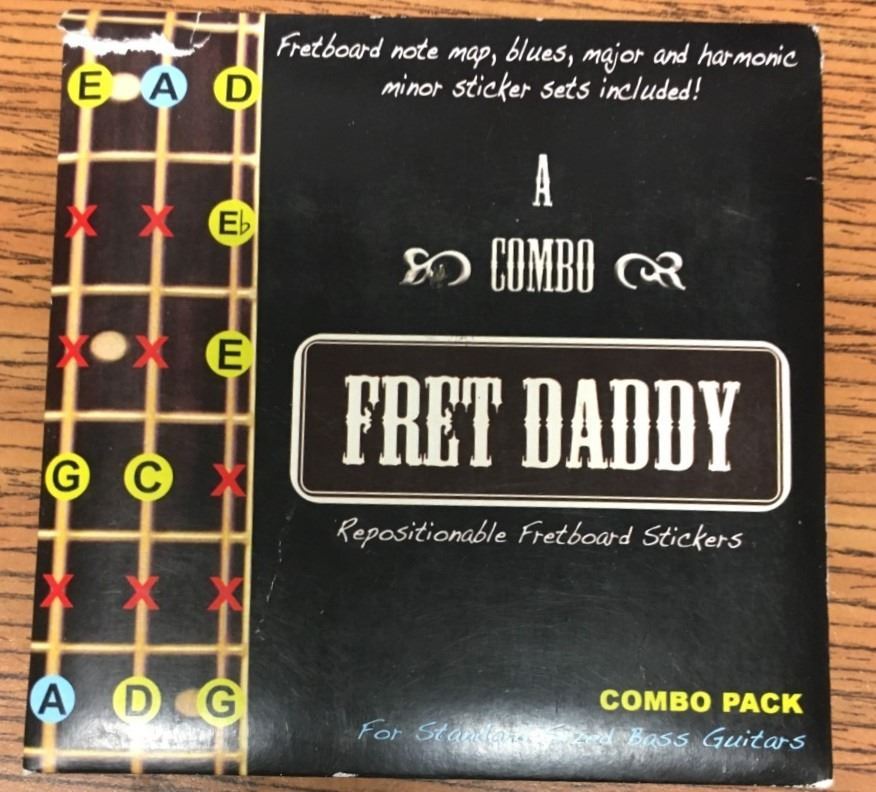 Fretboard note map, blues, major and harmonic
minor sticker sets included!
A
COMBO
FRET DADDY
Repositionable Fretboard Stickers
COMBO PACK
For Standard Sized Bass Guitars
E A D
X X Eb
X X E
G C X
X X X
A D G